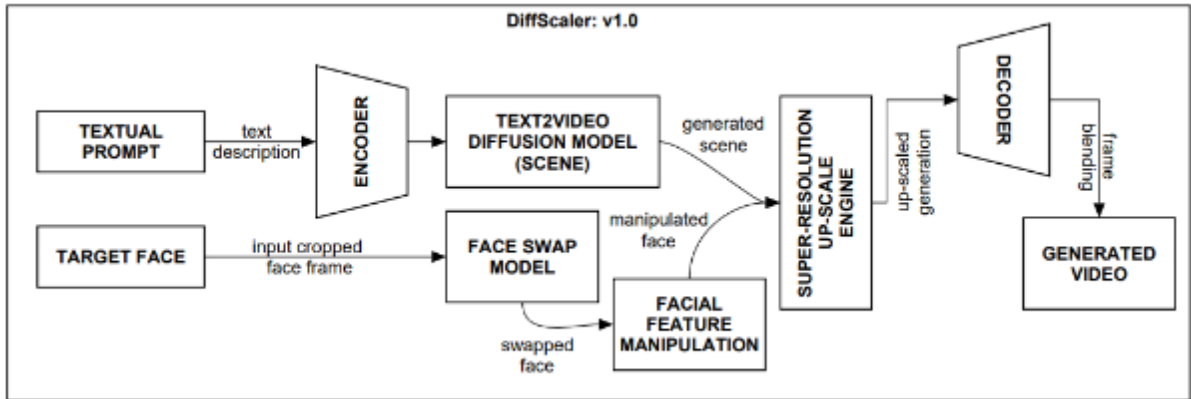 DiffScaler: v1.0
TEXTUAL
PROMPT
text
description
ENCODER
TEXT2VIDEO
DIFFUSION MODEL
(SCENE)
generated
scene
TARGET FACE
input cropped
face frame
FACE SWAP
MODEL
swapped
face
FACIAL
FEATURE
MANIPULATION
manipulated
face
SUPER-RESOLUTION
UP-SCALE
ENGINE
up-scaled
generation
DECODER
frame
blending
GENERATED
VIDEO